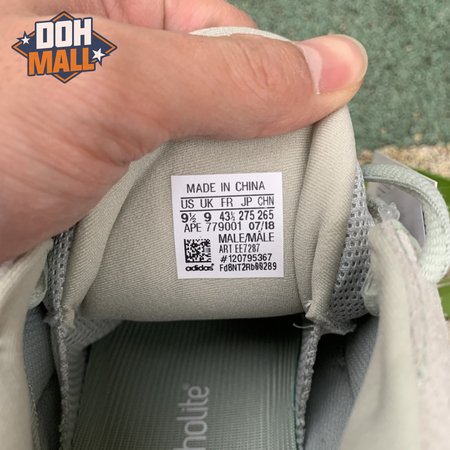 DOH
MALL
MADE IN CHINA
US UK FR JP CHN
9½ 9 43⅓ 275 265
APE 779001 07/18
MALE/MÂLE
ART EE7287
#120795367
adidas Fd8NT2Rb00289
holite®